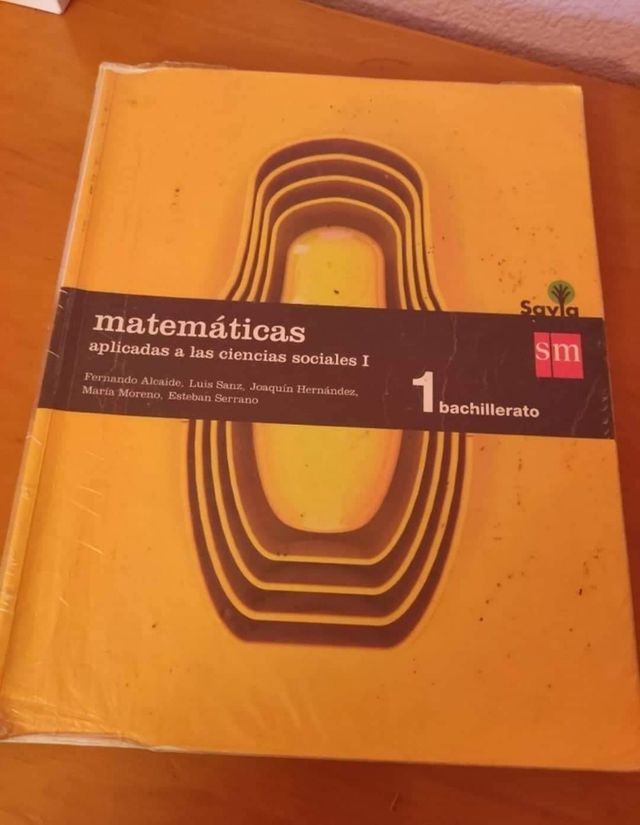 Savia
sm
matemáticas
aplicadas a las ciencias sociales I
Fernando Alcaide, Luis Sanz, Joaquín Hernández,
María Moreno, Esteban Serrano
1 bachillerato